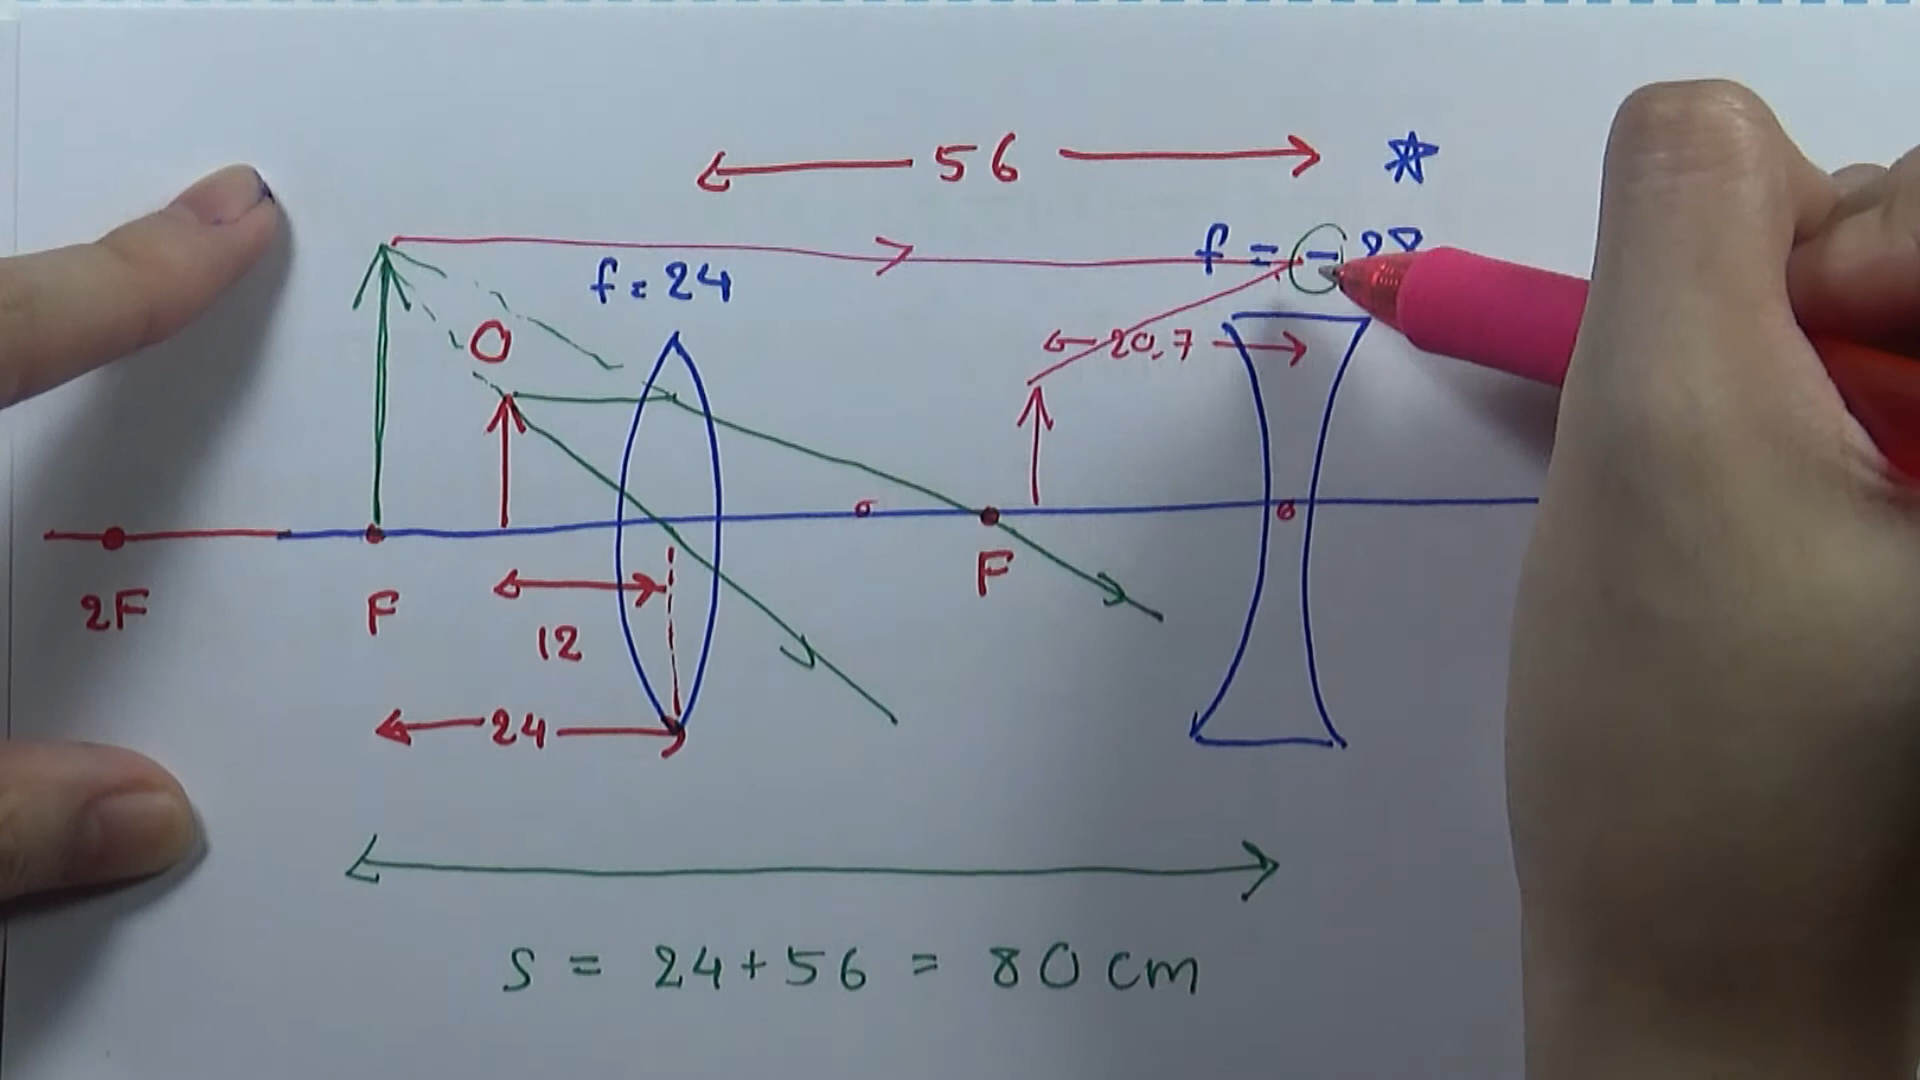 56
f = -
f = 24
O
20,7
F
2F
F
12
24
S = 24 + 56 = 80 cm